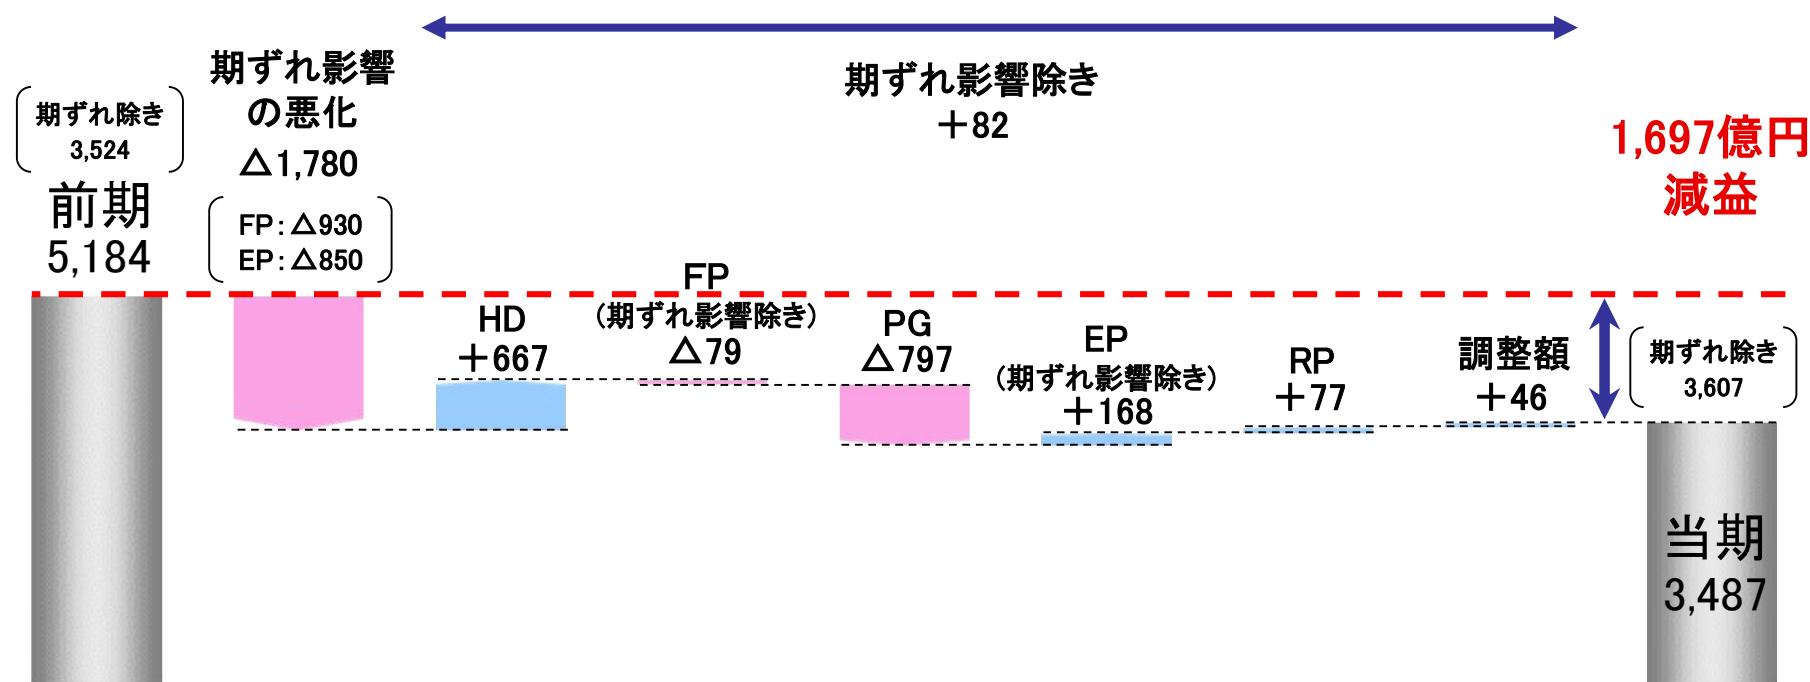 期ずれ除き
3,524
前期
5,184
期ずれ影響
の悪化
△1,780
FP:△930
EP:△850
期ずれ影響除き
+82
1,697億円
減益
HD
+667
FP
(期ずれ影響除き)
△79
PG
△797
EP
(期ずれ影響除き)
+168
RP
+77
調整額
+46
期ずれ除き
3,607
当期
3,487